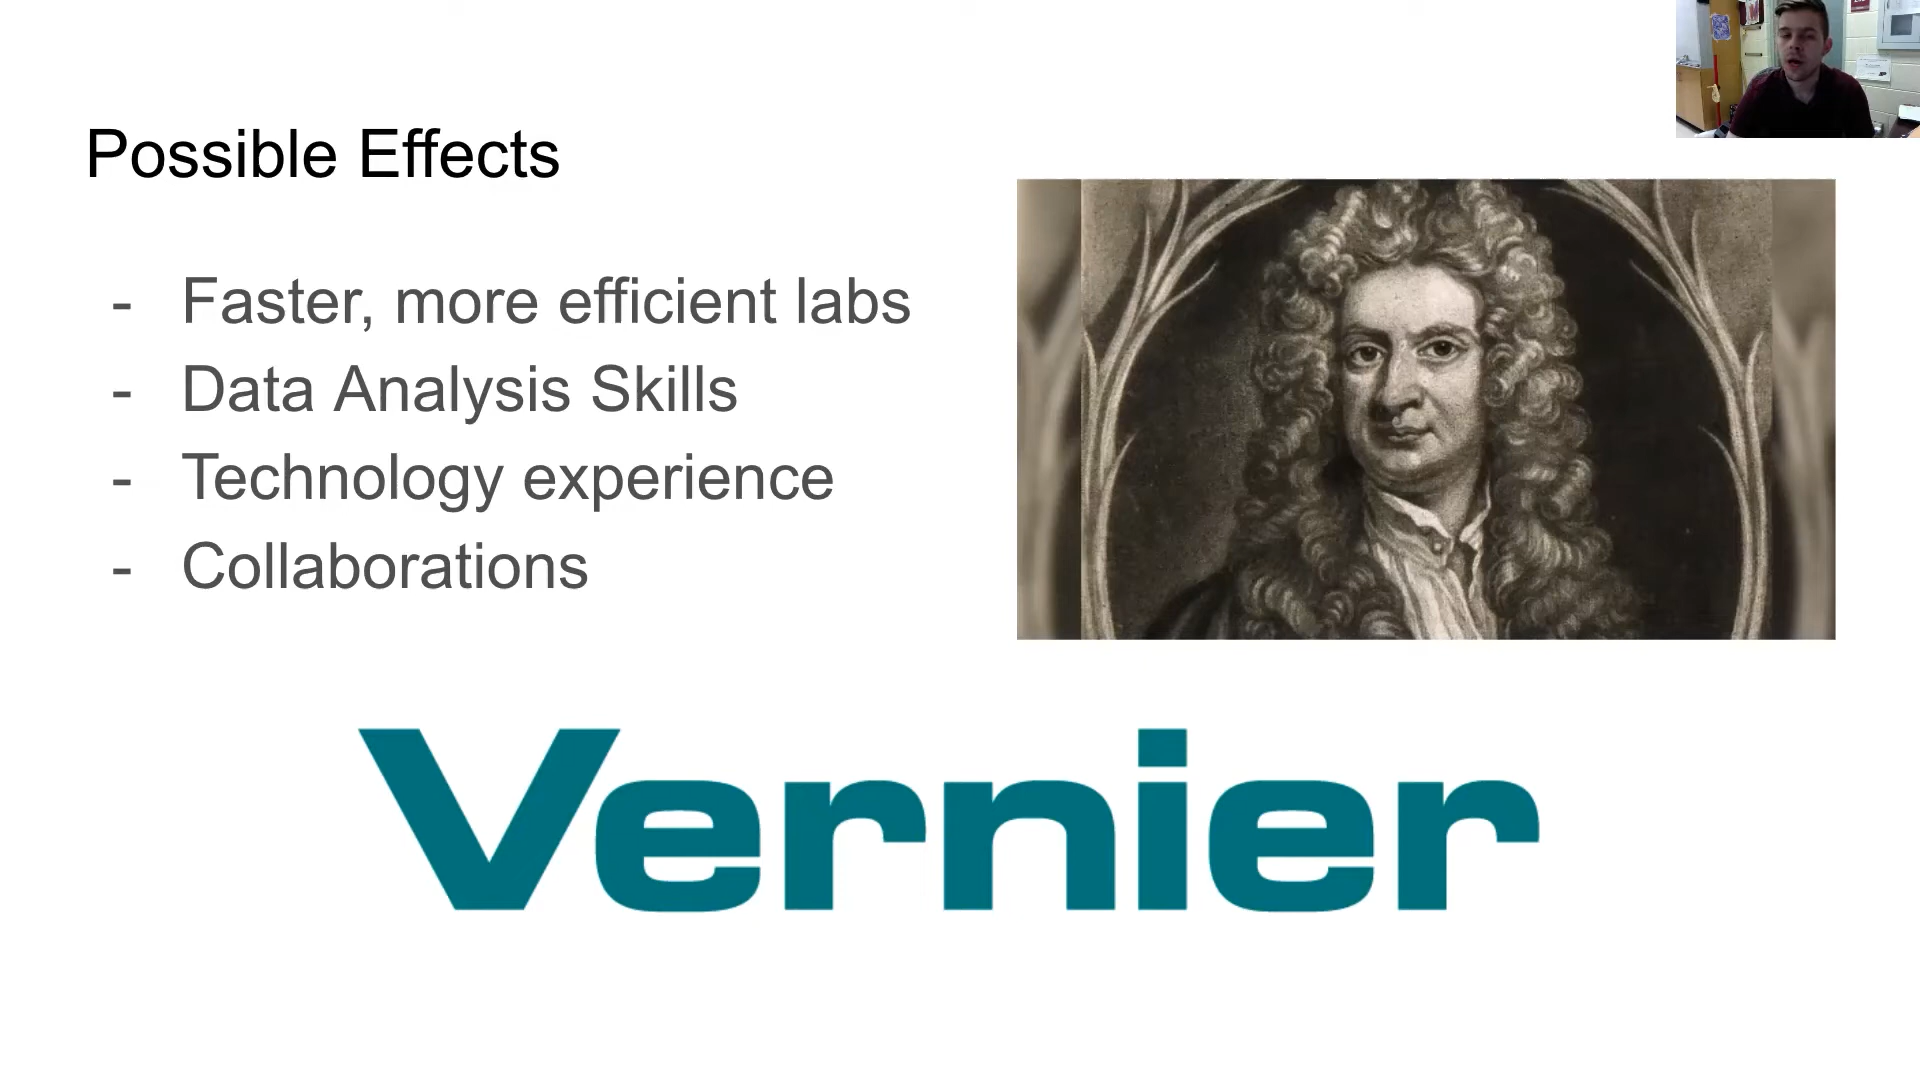 Possible Effects
- Faster, more efficient labs
- Data Analysis Skills
- Technology experience
- Collaborations
Vernier